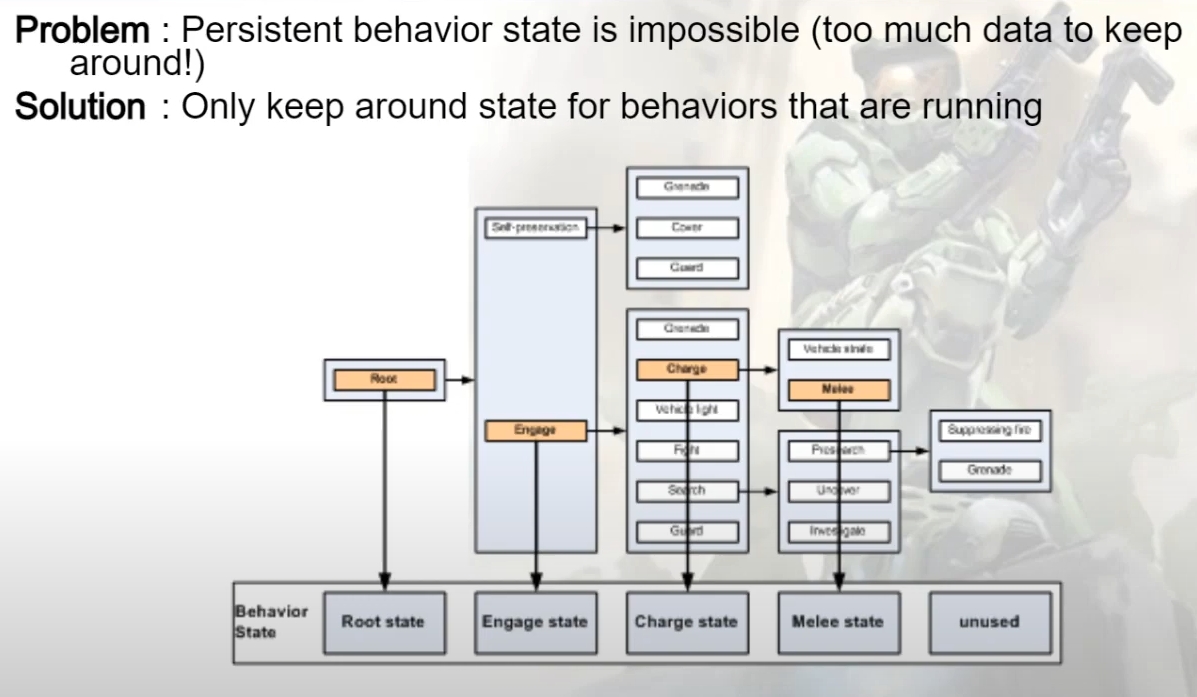 Problem : Persistent behavior state is impossible (too much data to keep
around!)
Solution : Only keep around state for behaviors that are running
Grenade
Self-preservation
Cover
Guard
Grenade
Vehicle strafe
Root
Charge
Melee
Engage
Vehicle fight
Suppressing fire
Fight
Presearch
Grenade
Search
Uncover
Guard
Investigate
Behavior
State
Root state
Engage state
Charge state
Melee state
unused